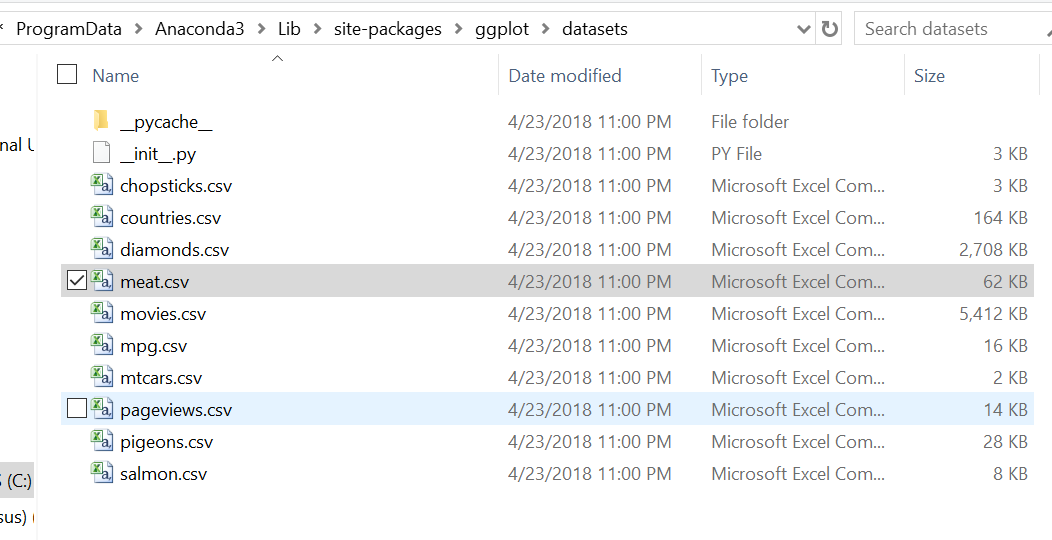 ProgramData > Anaconda3 > Lib > site-packages > ggplot > datasets Search datasets
Name Date modified Type Size
__pycache__ 4/23/2018 11:00 PM File folder
__init__.py 4/23/2018 11:00 PM PY File 3 KB
nal U
chopsticks.csv 4/23/2018 11:00 PM Microsoft Excel Com... 3 KB
countries.csv 4/23/2018 11:00 PM Microsoft Excel Com... 164 KB
diamonds.csv 4/23/2018 11:00 PM Microsoft Excel Com... 2,708 KB
meat.csv 4/23/2018 11:00 PM Microsoft Excel Com... 62 KB
movies.csv 4/23/2018 11:00 PM Microsoft Excel Com... 5,412 KB
mpg.csv 4/23/2018 11:00 PM Microsoft Excel Com... 16 KB
mtcars.csv 4/23/2018 11:00 PM Microsoft Excel Com... 2 KB
pageviews.csv 4/23/2018 11:00 PM Microsoft Excel Com... 14 KB
pigeons.csv 4/23/2018 11:00 PM Microsoft Excel Com... 28 KB
salmon.csv 4/23/2018 11:00 PM Microsoft Excel Com... 8 KB
(C:)
sus) (